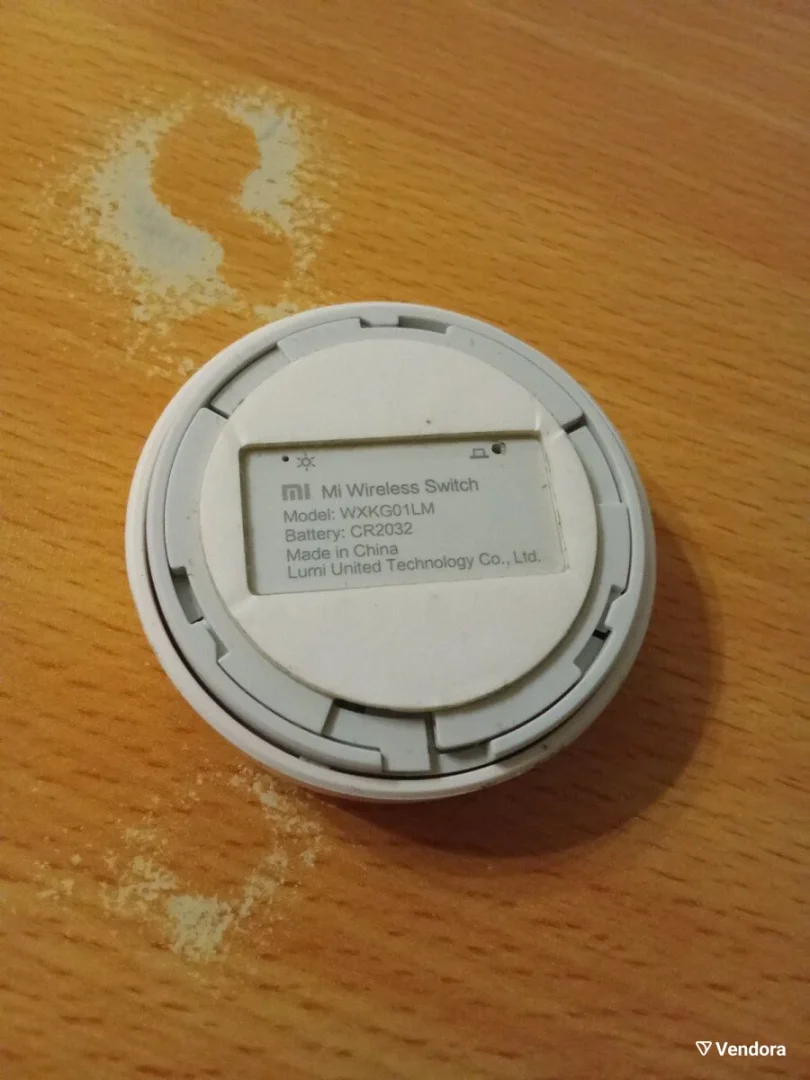 mi Mi Wireless Switch
Model: WXKG01LM
Battery: CR2032
Made in China
Lumi United Technology Co., Ltd.
Vendora